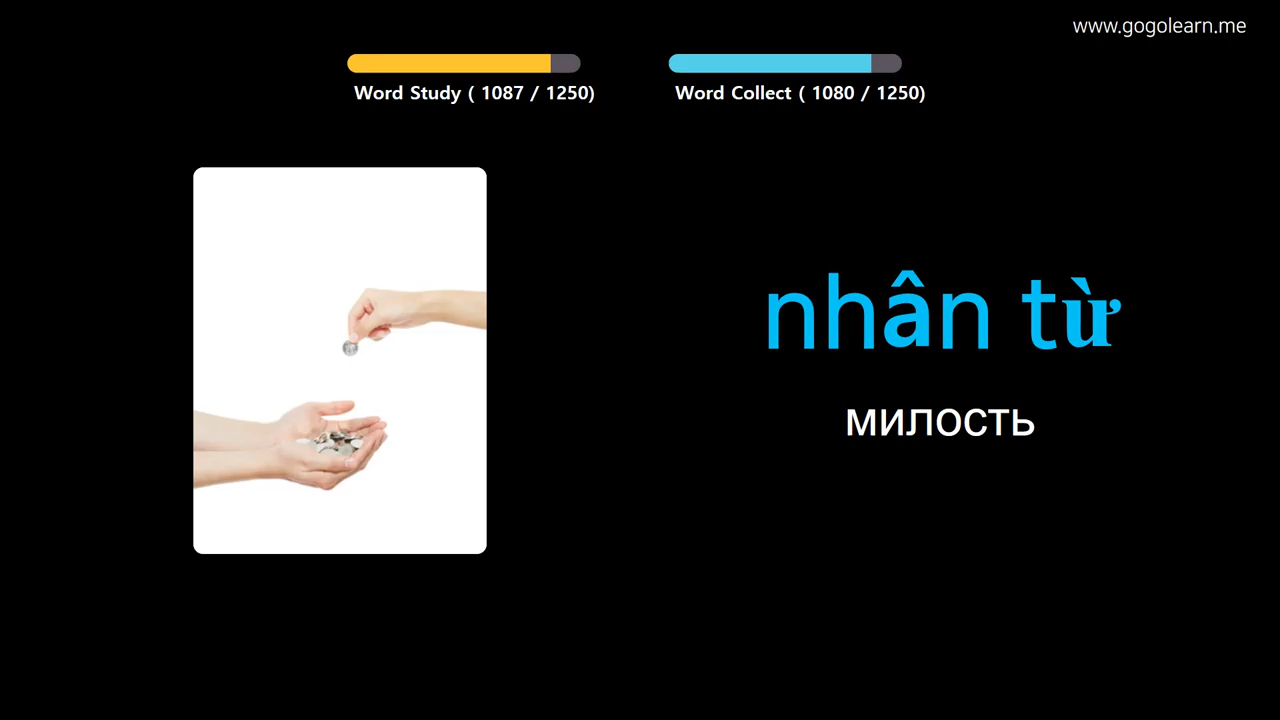 www.gogolearn.me
Word Study ( 1087 / 1250)
Word Collect ( 1080 / 1250)
nhân từ
милость